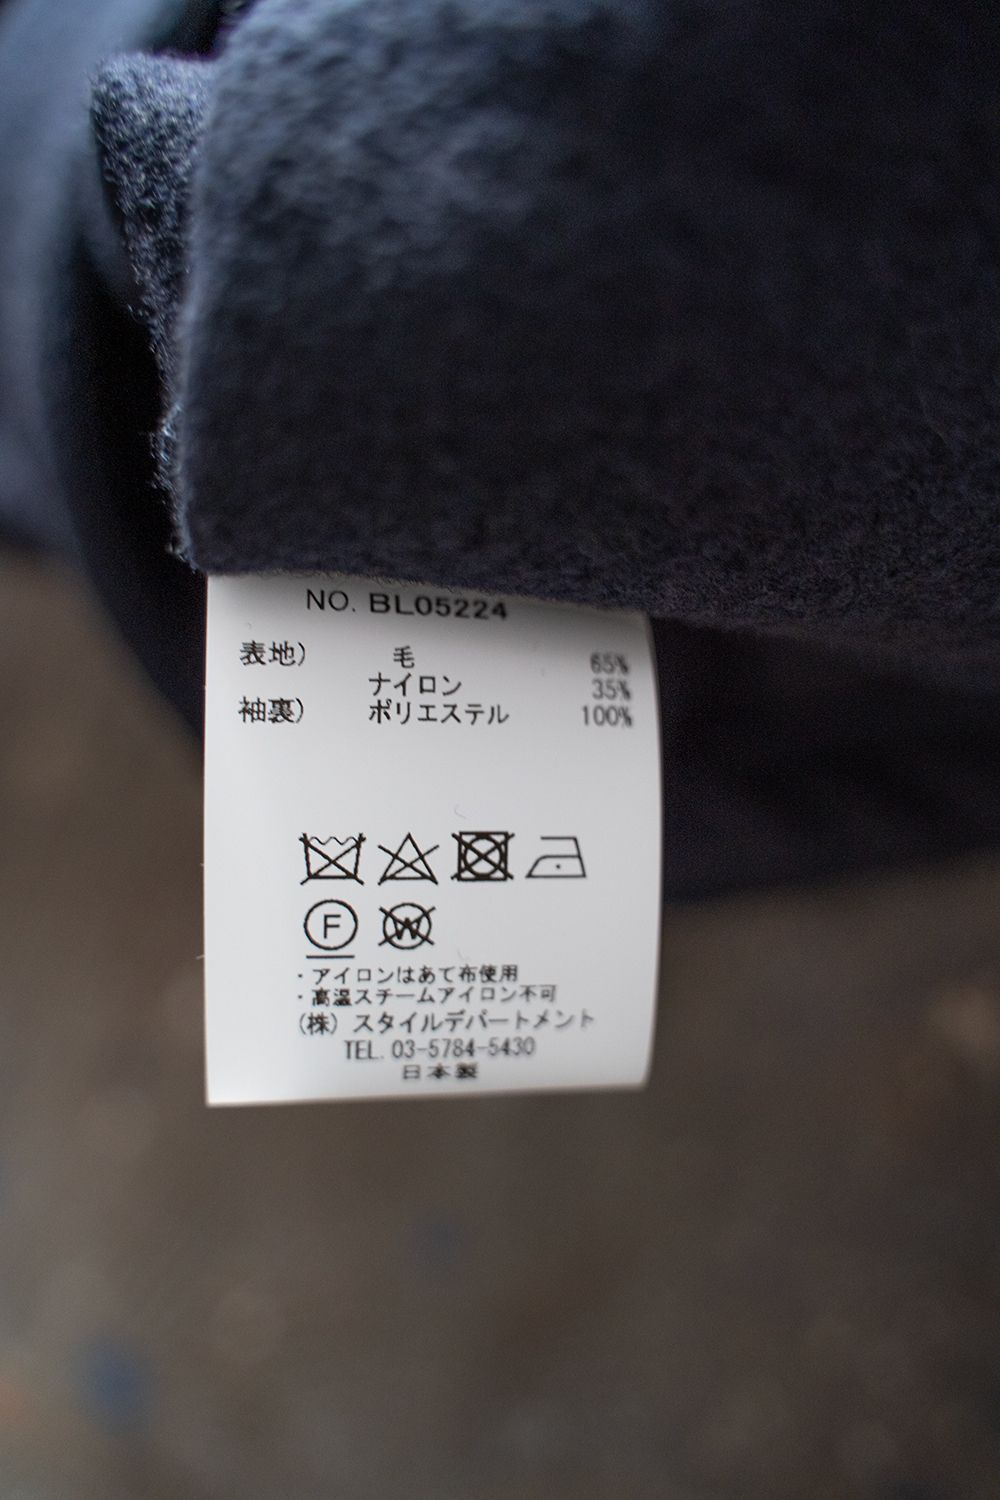 NO. BL05224
表地) 毛 65%
ナイロン 35%
袖裏) ポリエステル 100%
F W
・アイロンはあて布使用
・高温スチームアイロン不可
(株) スタイルデパートメント
TEL. 03-5784-5430
日本製